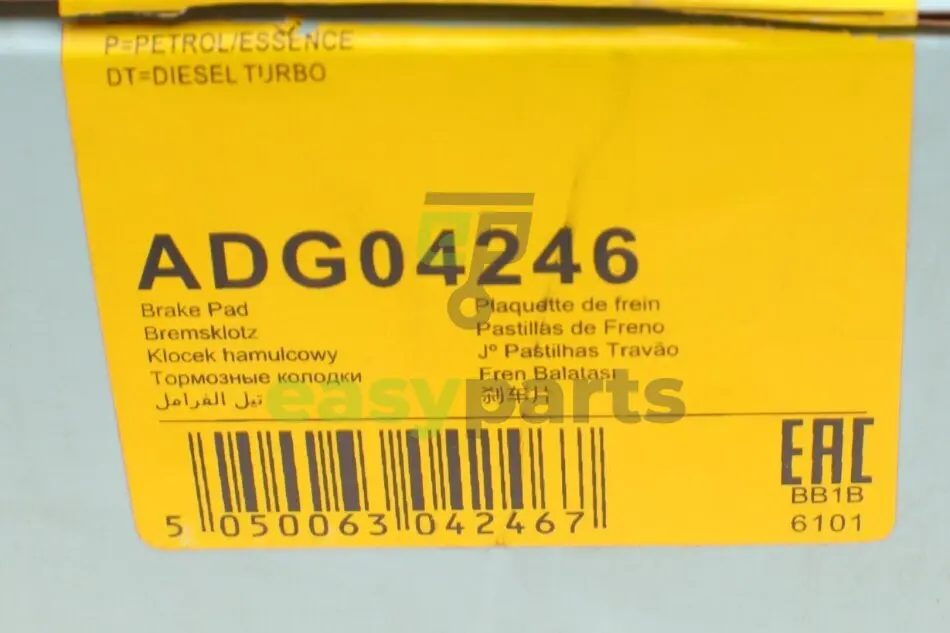 P=PETROL/ESSENCE
DT=DIESEL TURBO
ADG04246
Brake Pad
Bremsklotz
Klocek hamulcowy
Тормозные колодки
تيل الفرامل
Plaquette de frein
Pastillas de Freno
Jº Pastilhas Travão
Fren Balatası
刹车片
easyparts
5 050063 042467
EAC
BB1B
6101